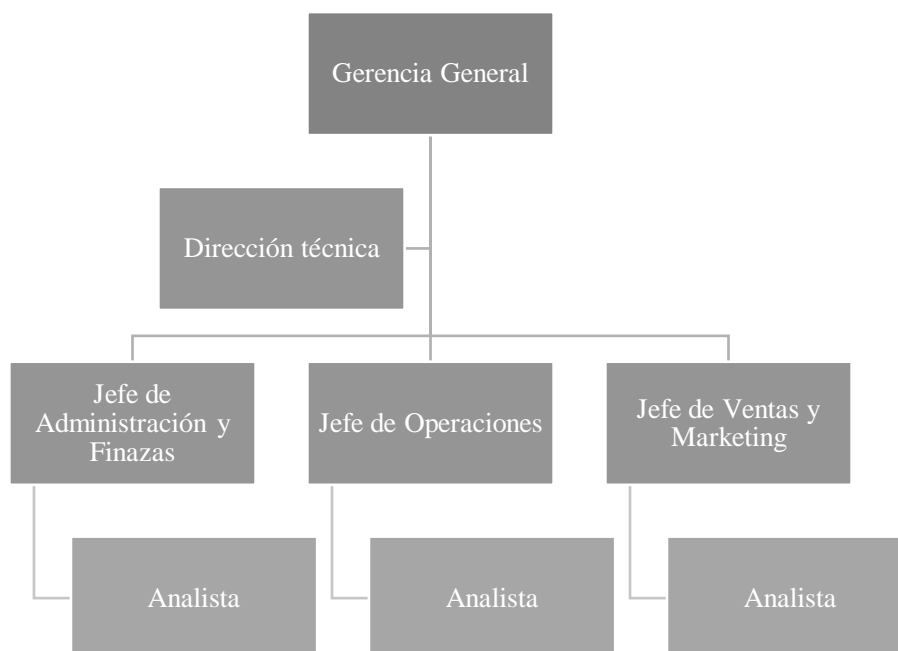 Gerencia General
Dirección técnica
Jefe de
Administración y
Finazas
Jefe de Operaciones
Jefe de Ventas y
Marketing
Analista
Analista
Analista